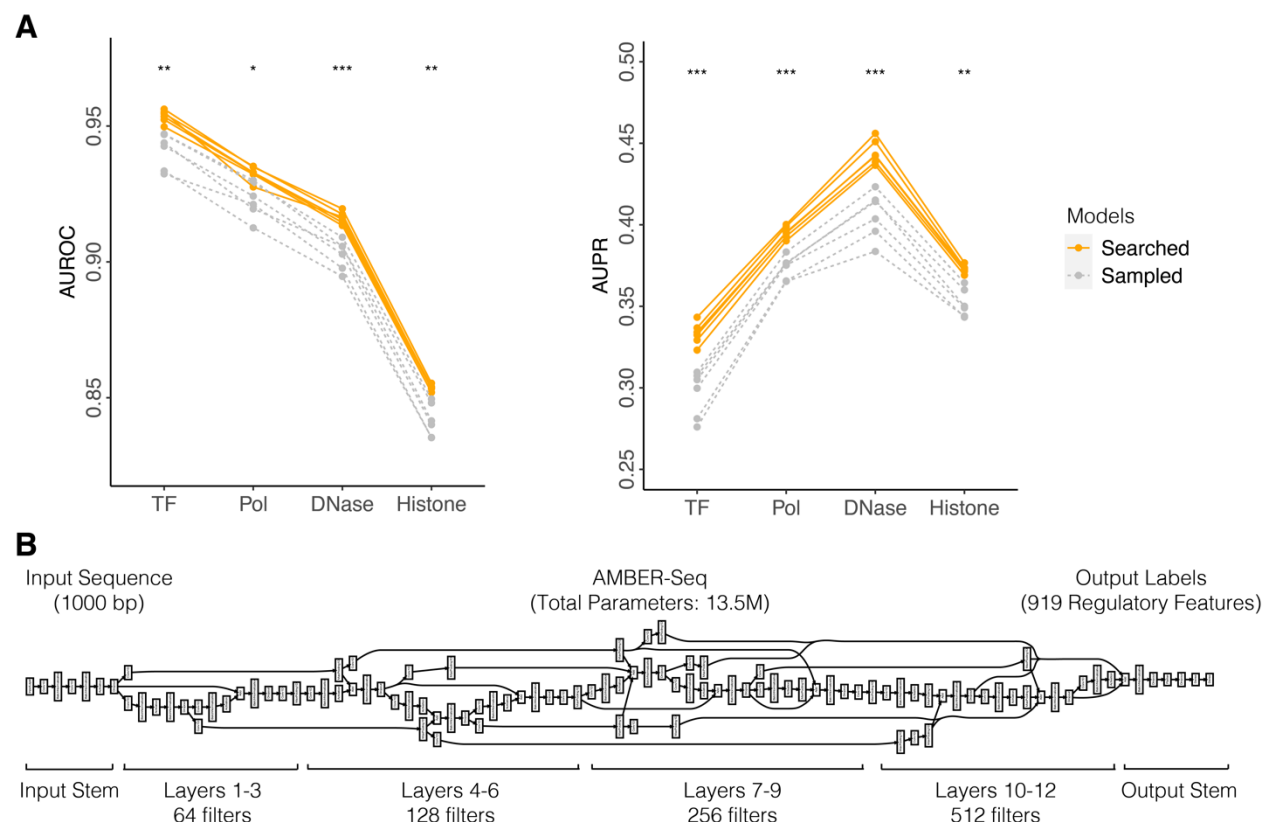 A
** * *** **
AUROC
0.95
0.90
0.85
TF Pol DNase Histone
*** *** *** **
AUPR
0.50
0.45
0.40
0.35
0.30
0.25
TF Pol DNase Histone
Models
Searched
Sampled
B
Input Sequence
(1000 bp)
AMBER-Seq
(Total Parameters: 13.5M)
Output Labels
(919 Regulatory Features)
Input Stem
Layers 1-3
64 filters
Layers 4-6
128 filters
Layers 7-9
256 filters
Layers 10-12
512 filters
Output Stem